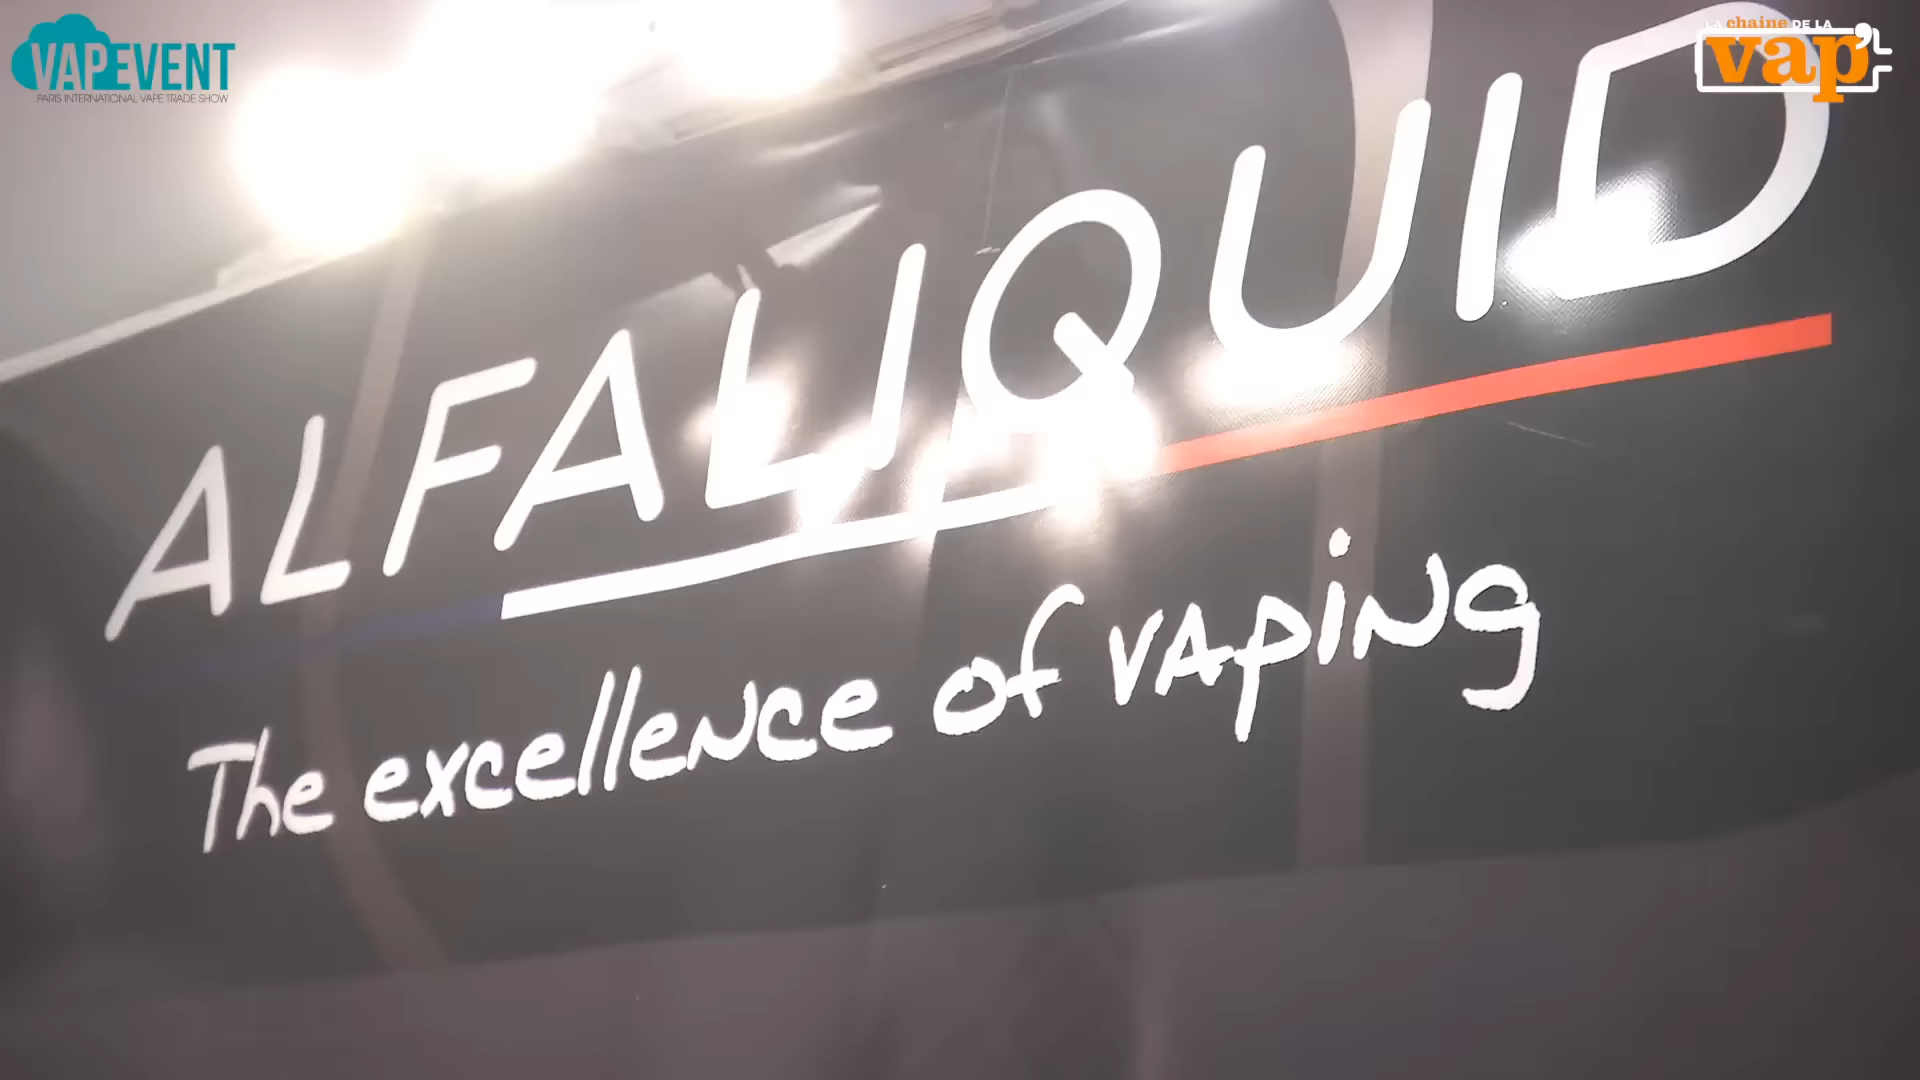 VAPEVENT
PARIS INTERNATIONAL VAPE TRADE SHOW
LA chaine DE LA
vap'
ALFALIQUID
The excellence of vaping